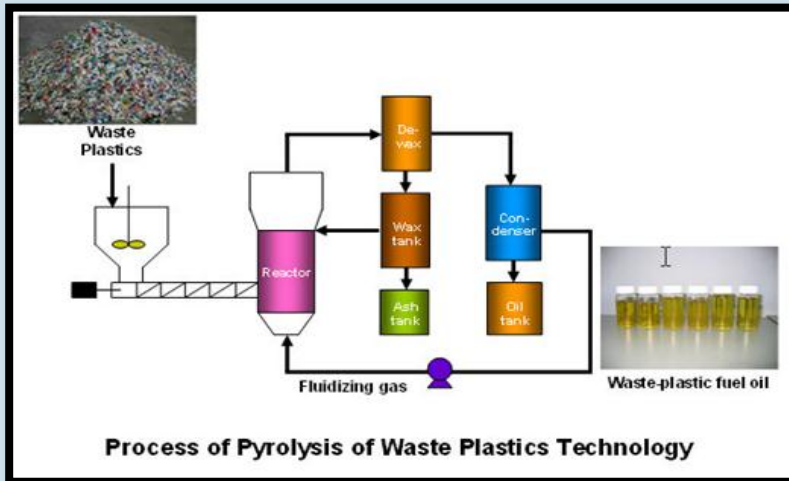 Waste
Plastics
De-
wax
Wax
tank
Con-
denser
Reactor
Ash
tank
Oil
tank
Fluidizing gas
Waste-plastic fuel oil
Process of Pyrolysis of Waste Plastics Technology